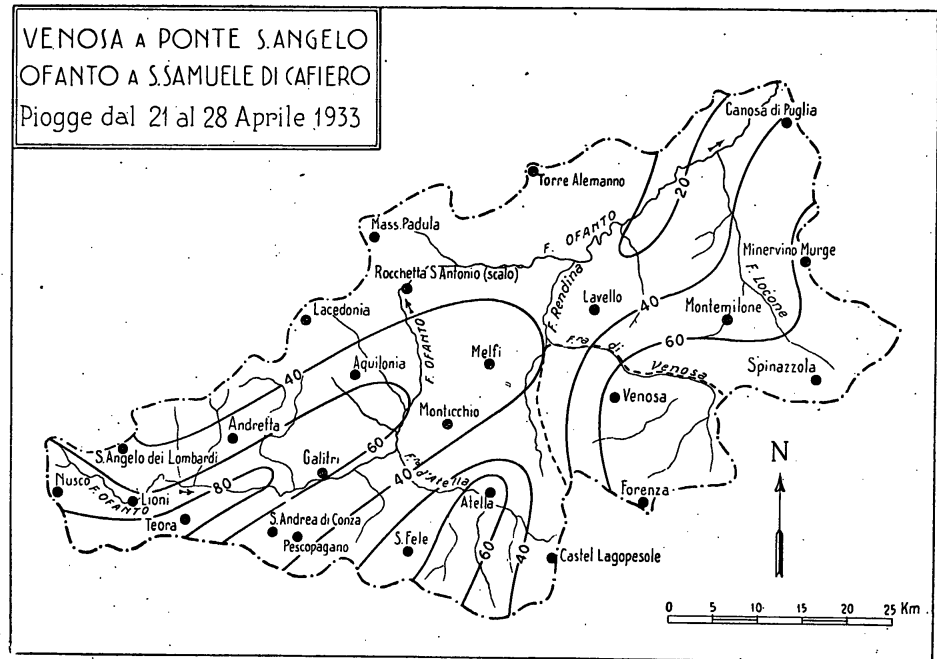 VENOSA A PONTE S.ANGELO
OFANTO A S.SAMUELE DI CAFIERO
Piogge dal 21 al 28 Aprile 1933
Canosa di Puglia
Torre Alemanno
20
Mass. Padula
F. OFANTO
Minervino Murge
Rocchetta S Antonio (scalo)
F. Rendina
Lavello
40
F. Locone
Montemilone
Lacedonia
F. OFANTO
60
F.ra di Venosa
Melfi
Aquilonia
40
Spinazzola
Venosa
Monticchio
Andretta
60
S. Angelo dei Lombardi
Galitri
40
F.ra d'Atella
N
Nusco
F. OFANTO
80
Lioni
Atella
Forenza
Teora
S. Andrea di Conza
Pescopagano
S. Fele
60
40
Castel Lagopesole
0 5 10 15 20 25 Km